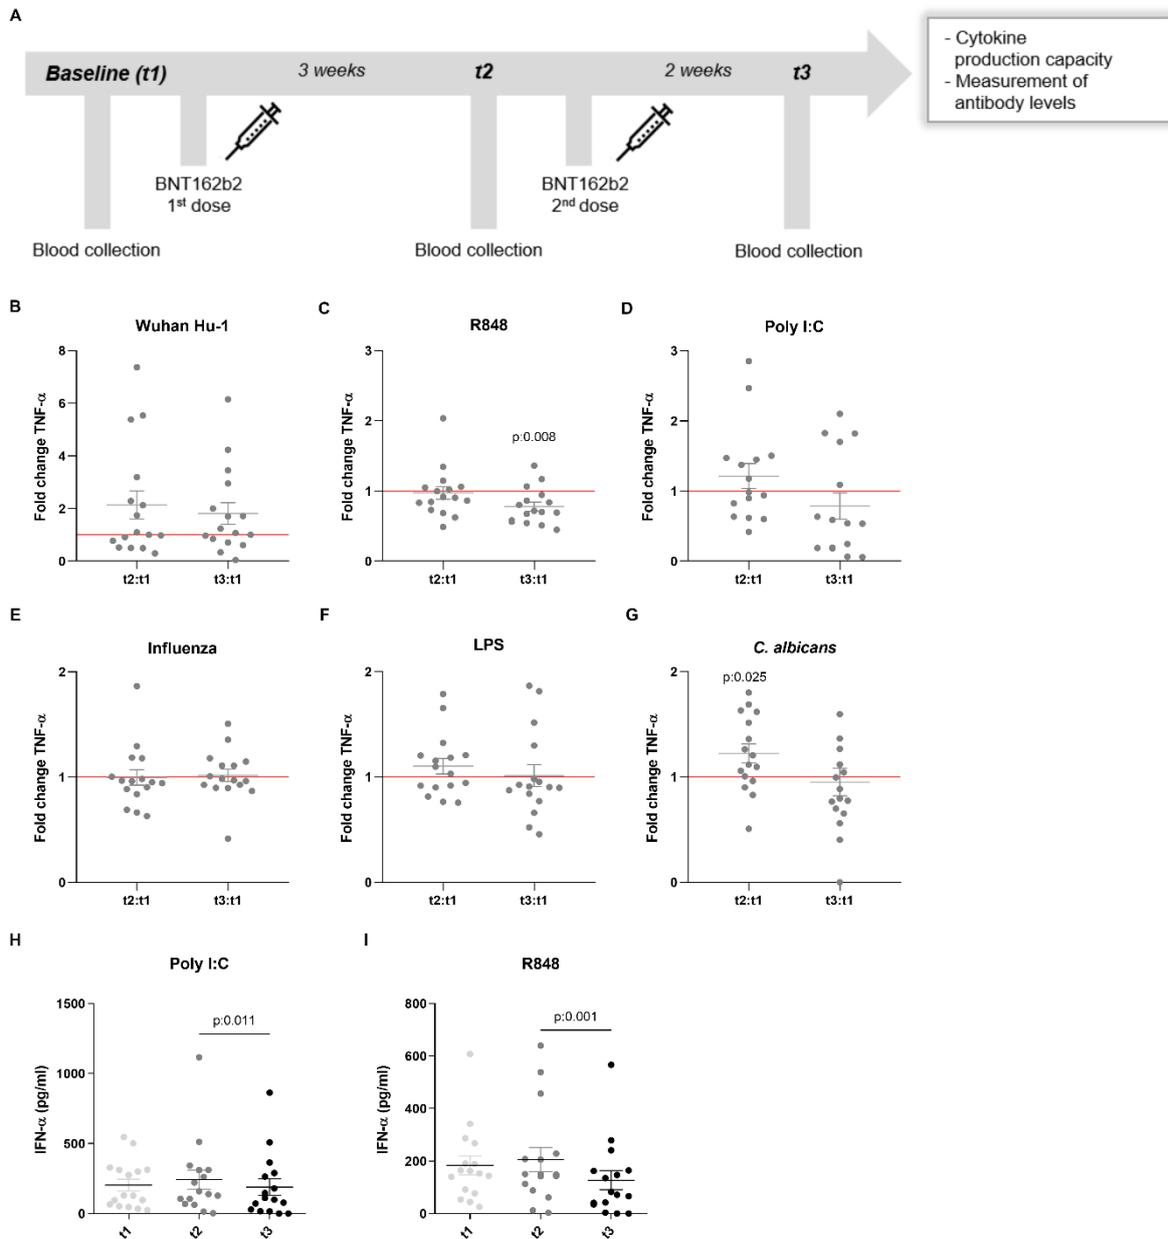 A
Baseline (t1)
3 weeks
t2
2 weeks
t3
- Cytokine
production capacity
- Measurement of
antibody levels
BNT162b2
1st dose
BNT162b2
2nd dose
Blood collection
Blood collection
Blood collection
B
Wuhan Hu-1
Fold change TNF-α
8
6
4
2
0
t2:t1
t3:t1
C
R848
Fold change TNF-α
3
2
1
0
p:0.008
t2:t1
t3:t1
D
Poly I:C
Fold change TNF-α
3
2
1
0
t2:t1
t3:t1
E
Influenza
Fold change TNF-α
2
1
0
t2:t1
t3:t1
F
LPS
Fold change TNF-α
2
1
0
t2:t1
t3:t1
G
C. albicans
Fold change TNF-α
2
1
0
p:0.025
t2:t1
t3:t1
H
Poly I:C
IFN-α (pg/ml)
1500
1000
500
0
p:0.011
t1
t2
t3
I
R848
IFN-α (pg/ml)
800
600
400
200
0
p:0.001
t1
t2
t3